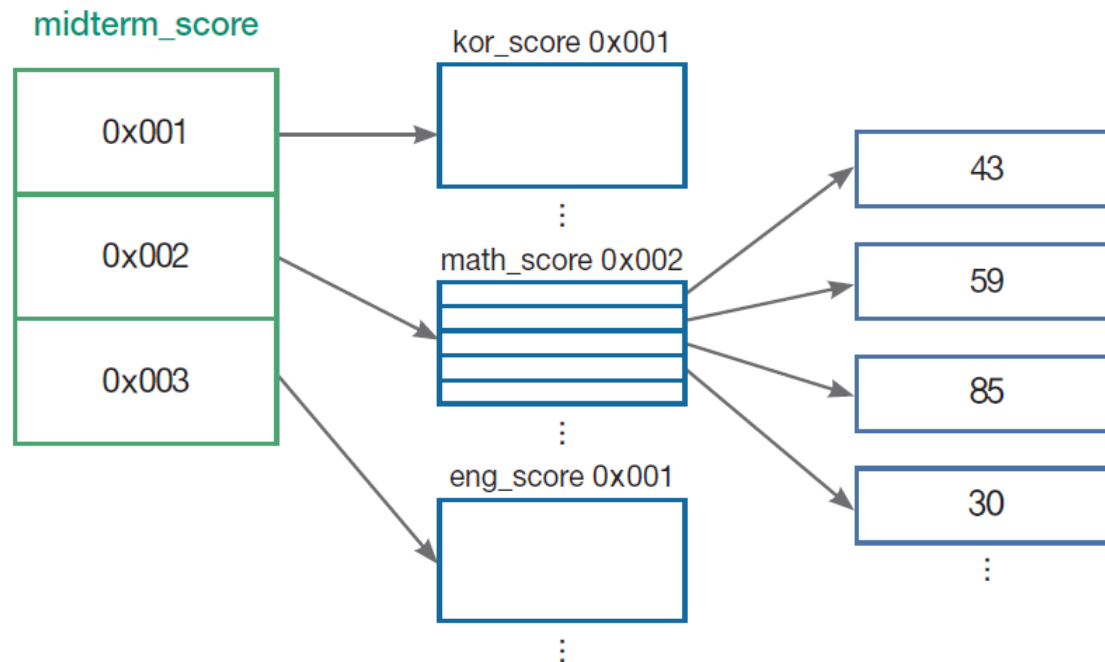 midterm_score
0x001
0x002
0x003
kor_score 0x001
⋮
math_score 0x002
⋮
eng_score 0x001
⋮
43
59
85
30
⋮